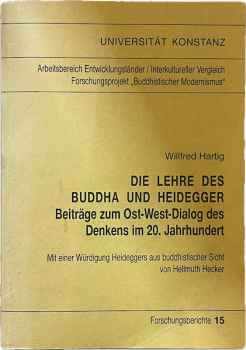 UNIVERSITÄT KONSTANZ
Arbeitsbereich Entwicklungsländer / Interkultureller Vergleich
Forschungsprojekt „Buddhistischer Modernismus"
Willfred Hartig
DIE LEHRE DES
BUDDHA UND HEIDEGGER
Beiträge zum Ost-West-Dialog des
Denkens im 20. Jahrhundert
Mit einer Würdigung Heideggers aus buddhistischer Sicht
von Hellmuth Hecker
Forschungsberichte 15